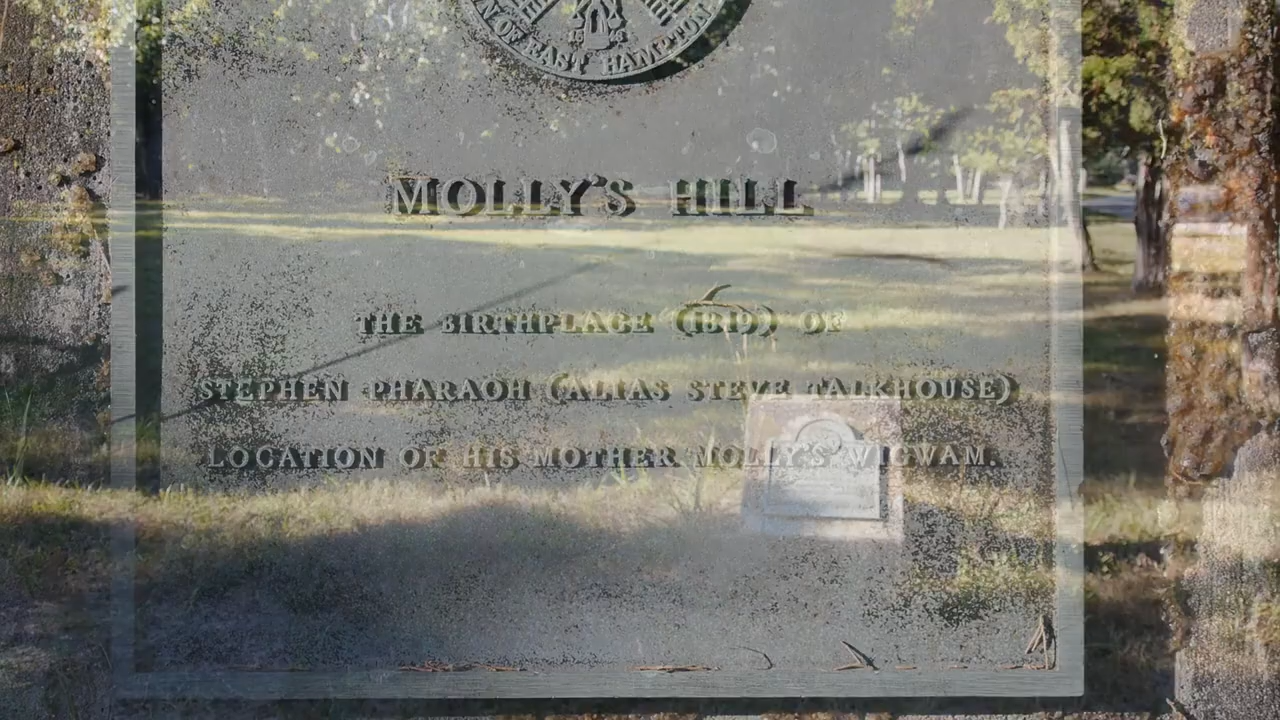 N OF EAST HAMPTON
MOLLY'S HILL
THE BIRTHPLACE (1819) OF
STEPHEN PHARAOH (ALIAS STEVE TALKHOUSE)
LOCATION OF HIS MOTHER MOLLY'S WIGWAM.